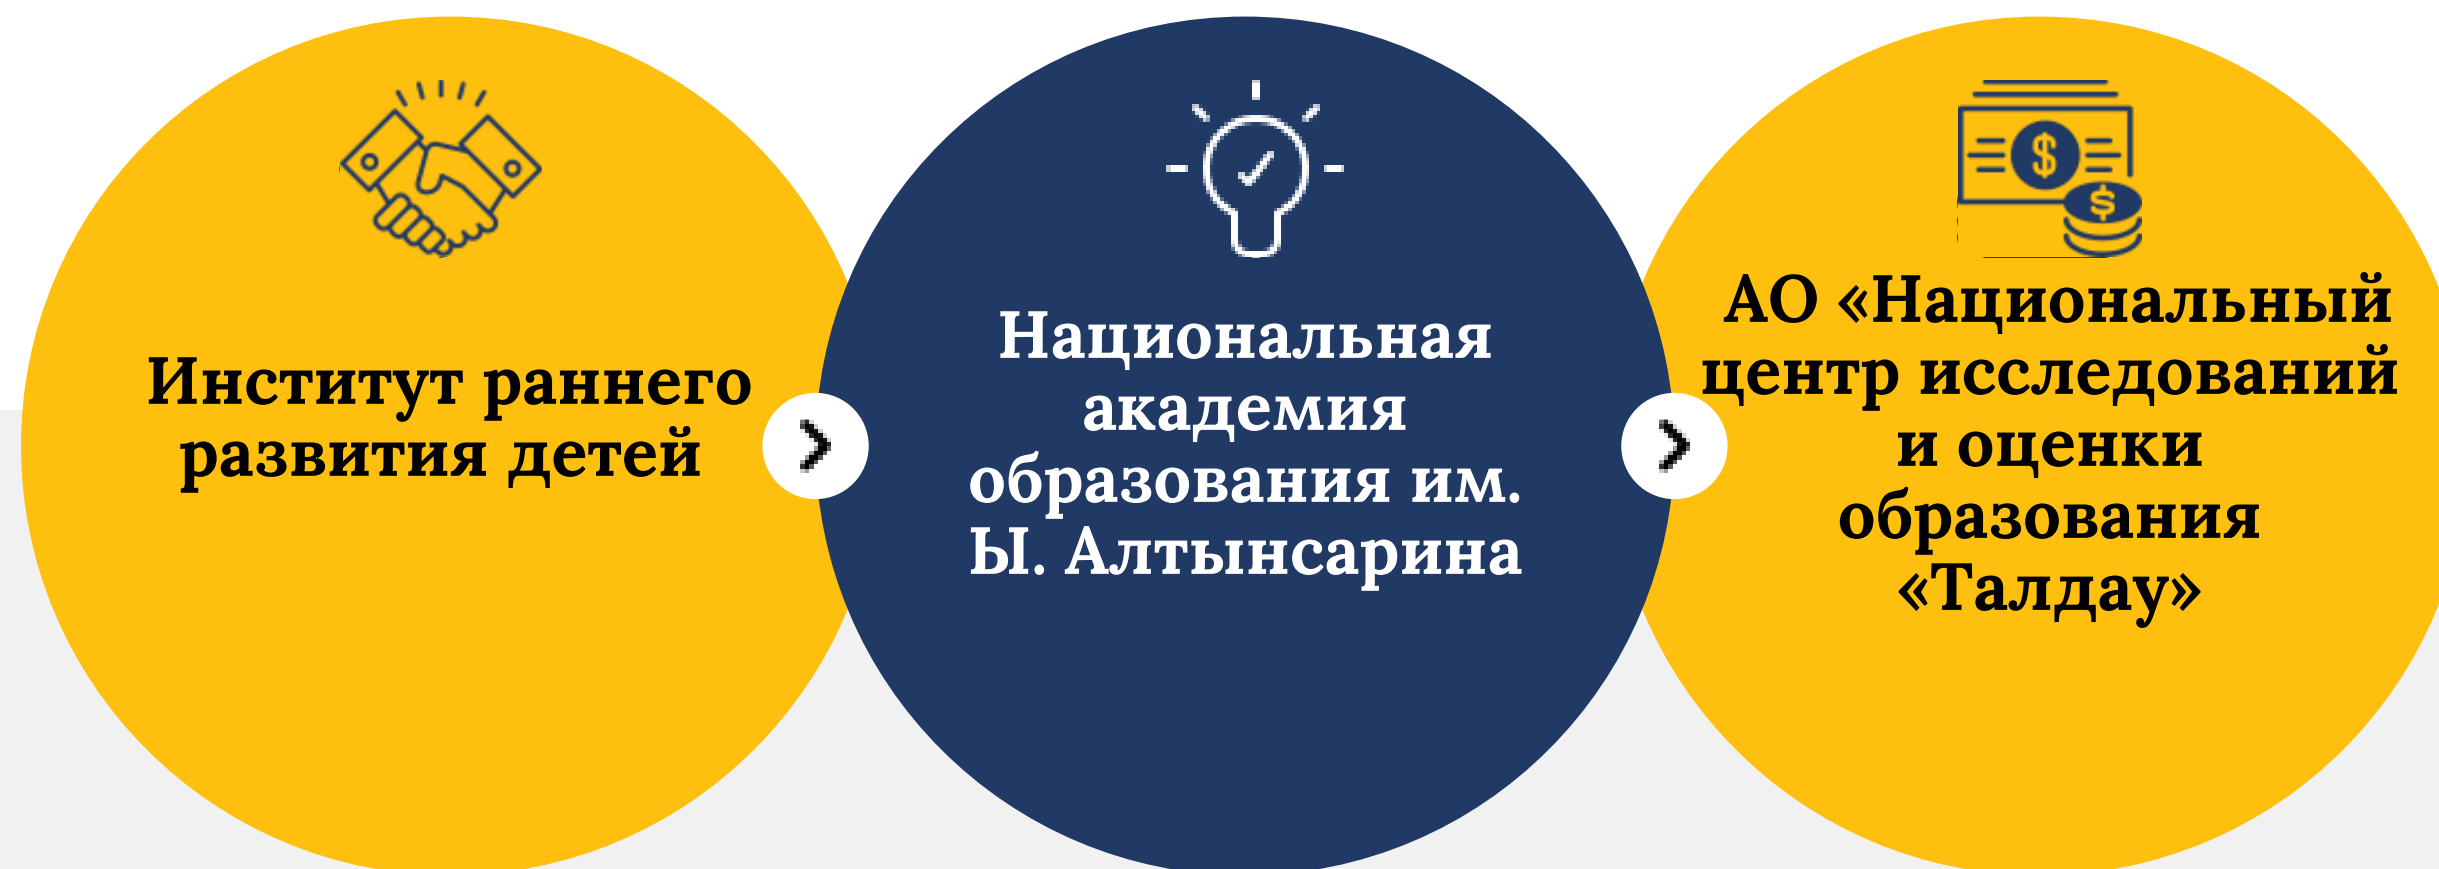 Институт раннего
развития детей
Национальная
академия
образования им.
Ы. Алтынсарина
АО «Национальный
центр исследований
и оценки
образования
«Талдау»